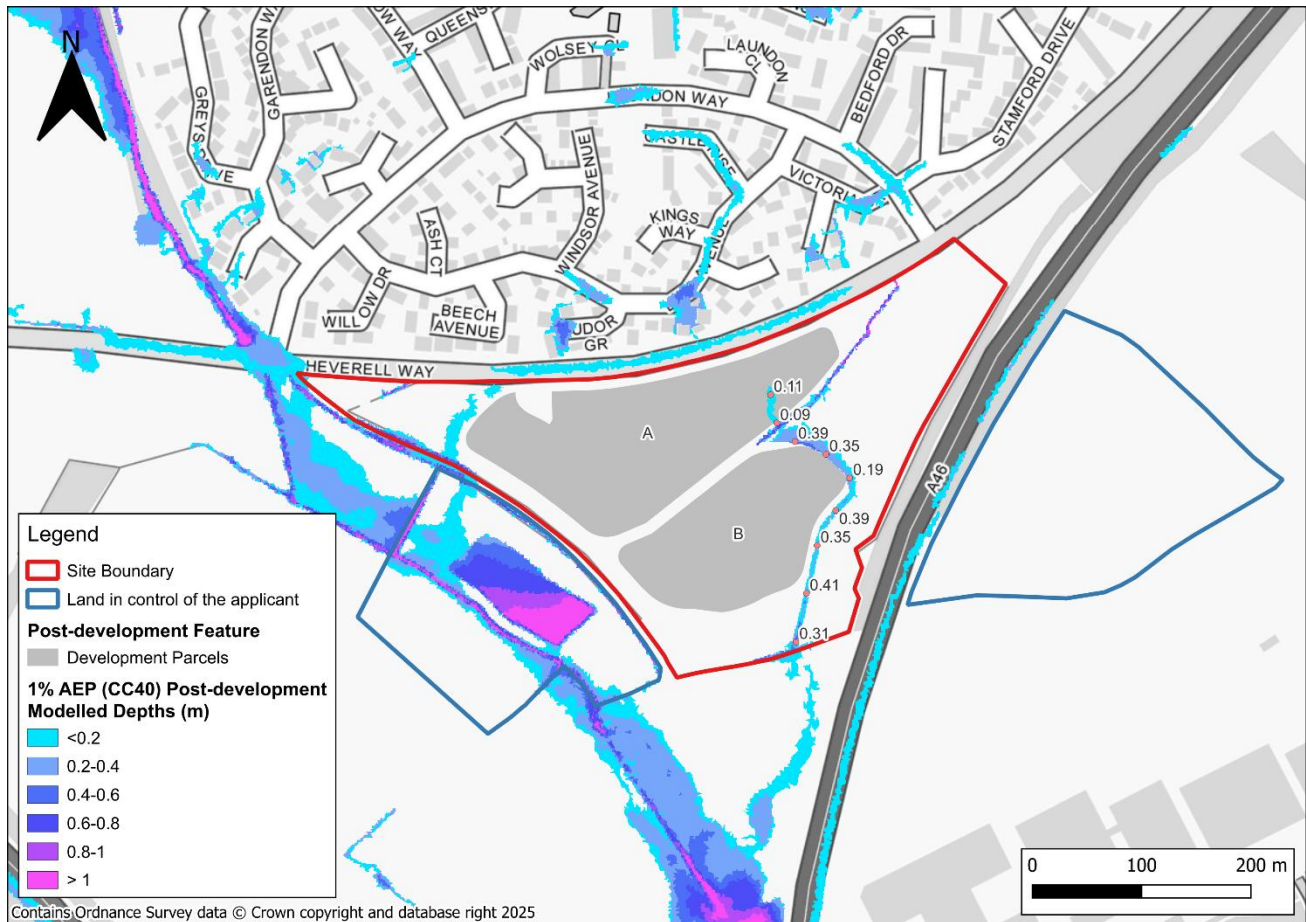 N
QUEENS
WOLSEY CL
LAUNDON
CL
BEDFORD DR
STAMFORD DRIVE
GARENDON WAY
WAY
VICTORIA
KINGS
WAY
WINDSOR AVENUE
AVENUE
ASH CT
WILLOW DR
BEECH
AVENUE
TUDOR
GR
HEVERELL WAY
A46
A
B
0.11
0.09
0.39
0.35
0.19
0.39
0.35
0.41
0.31
Legend
Site Boundary
Land in control of the applicant
Post-development Feature
Development Parcels
1% AEP (CC40) Post-development
Modelled Depths (m)
<0.2
0.2-0.4
0.4-0.6
0.6-0.8
0.8-1
> 1
0 100 200 m
Contains Ordnance Survey data © Crown copyright and database right 2025